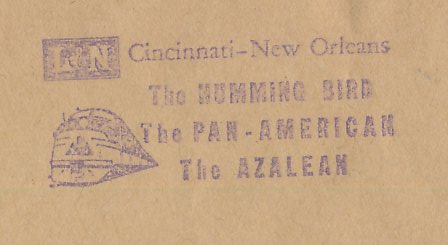 L&N Cincinnati-New Orleans
The HUMMING BIRD
The PAN-AMERICAN
The AZALEAN